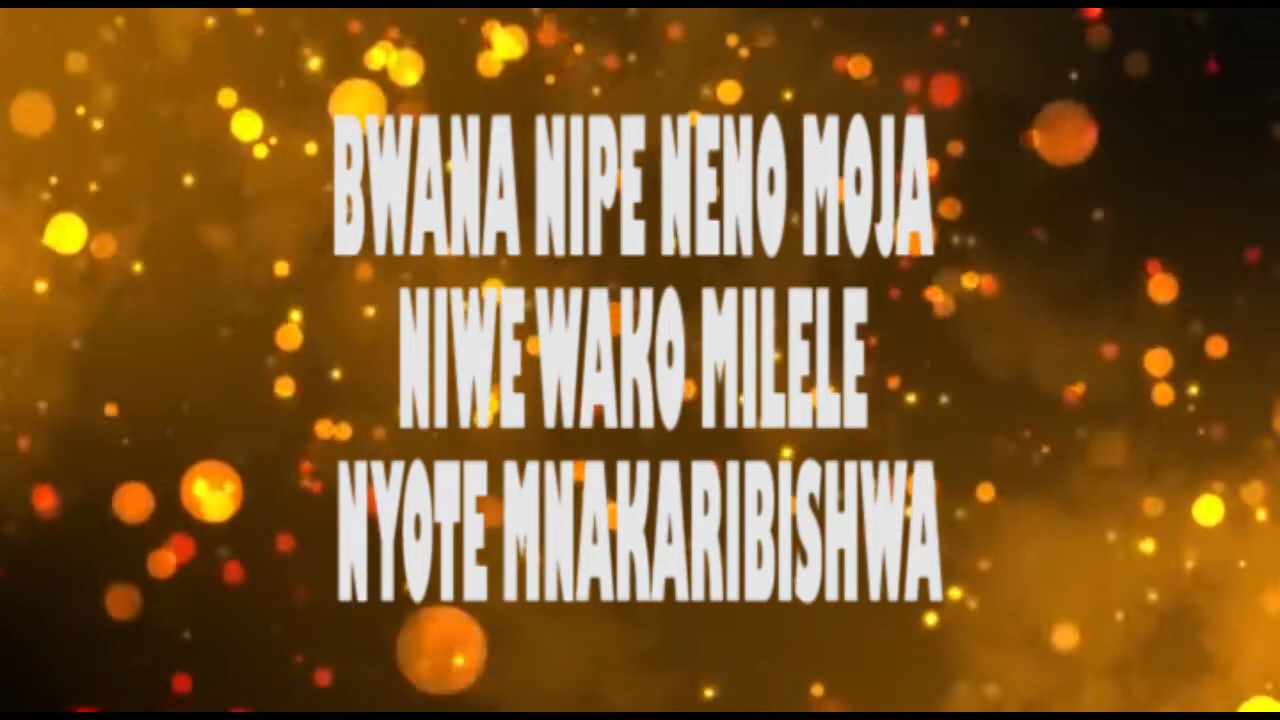 BWANA NIPE NENO MOJA
NIWE WAKO MILELE
NYOTE MNAKARIBISHWA